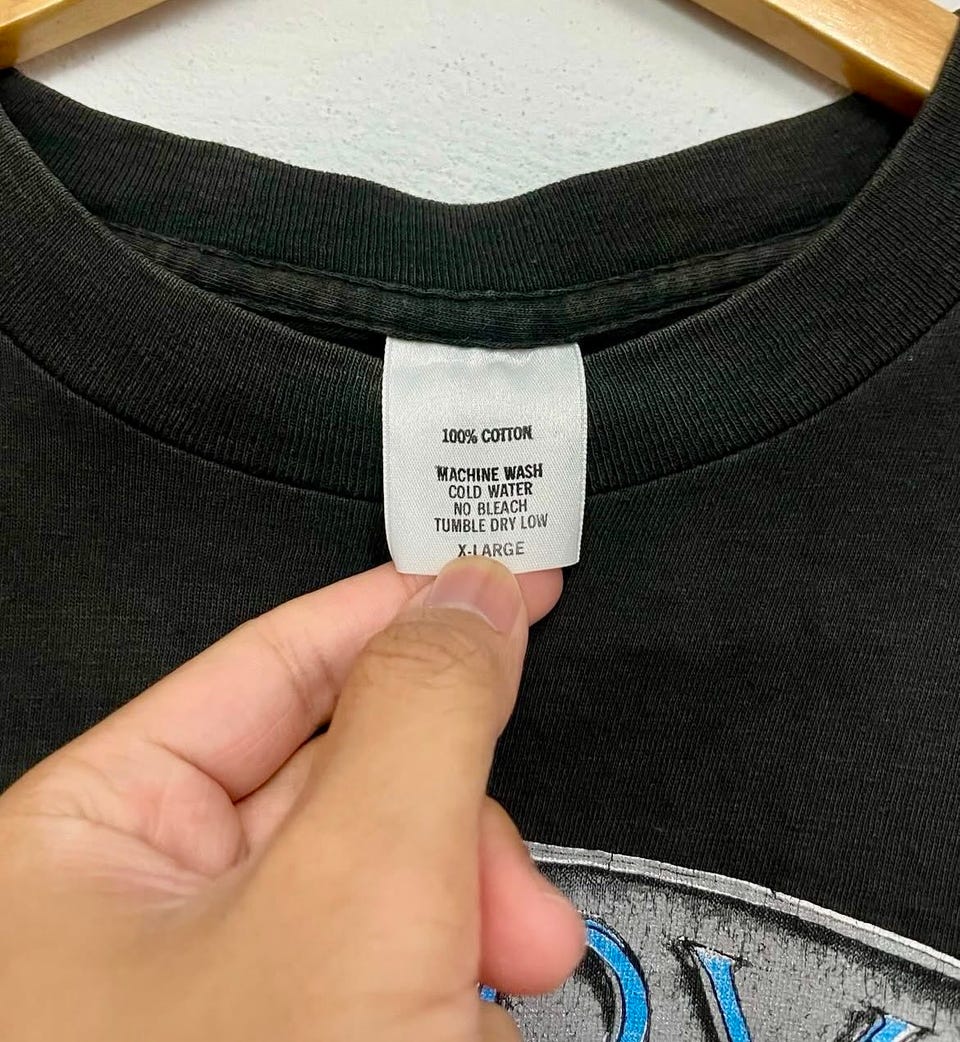 100% COTTON
MACHINE WASH
COLD WATER
NO BLEACH
TUMBLE DRY LOW
X-LARGE